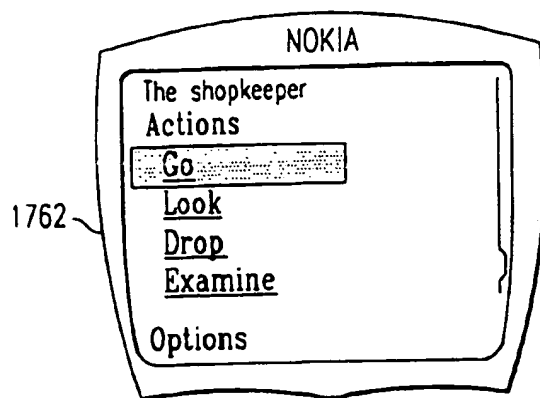 NOKIA
The shopkeeper
Actions
Go
Look
1762
Drop
Examine
Options